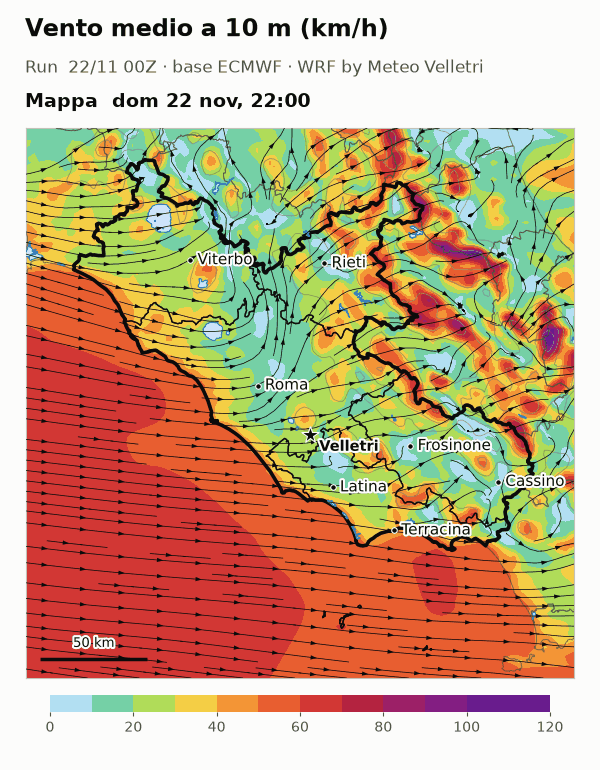 Vento medio a 10 m (km/h)
Run 22/11 00Z · base ECMWF · WRF by Meteo Velletri
Mappa dom 22 nov, 22:00
Viterbo
Rieti
Roma
Velletri
Frosinone
Latina
Cassino
Terracina
50 km
0 20 40 60 80 100 120